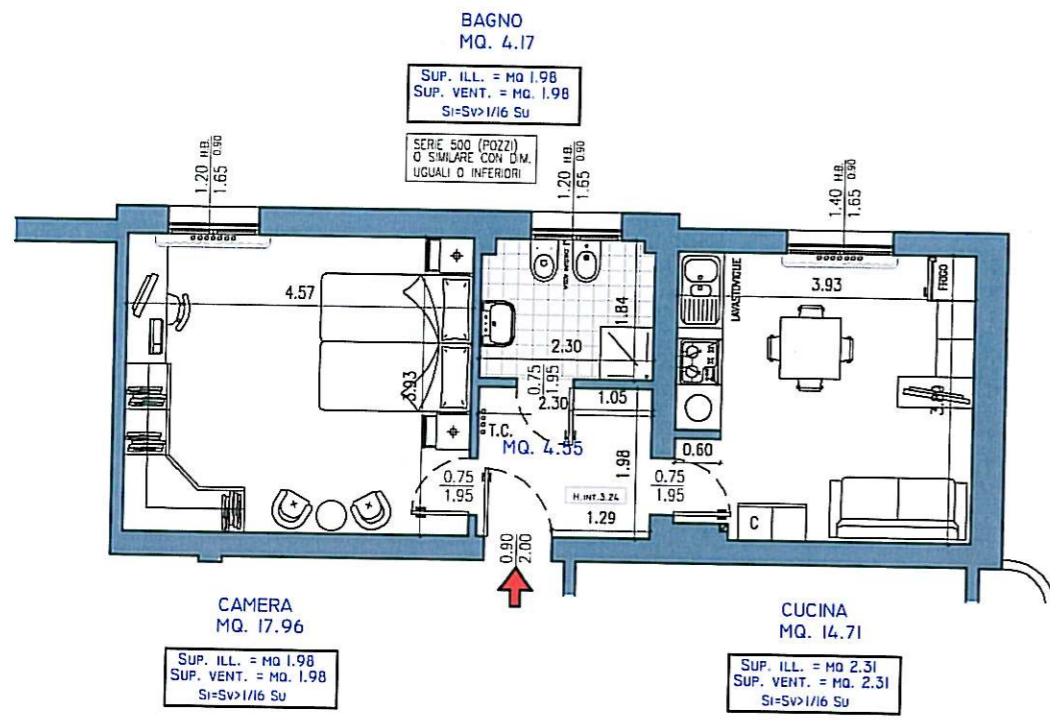 BAGNO
MQ. 4.17
SUP. ILL. = MQ 1.98
SUP. VENT. = MQ. 1.98
SI=SV>1/16 SU
SERIE 500 (POZZI)
O SIMILARE CON DIM.
UGUALI O INFERIORI
1.20 H.B. 0.90
1.65
1.20 H.B. 0.90
1.65
1.40 H.B. 0.90
1.65
4.57
3.93
1.84
2.30
LAVASTOVIGLIE
3.93
FRIGO
3.80
0.75
1.95
2.30
1.05
T.C.
MQ. 4.55
1.98
0.60
0.75
1.95
0.75
1.95
H.INT.3.24
1.29
C
0.90
2.00
CAMERA
MQ. 17.96
SUP. ILL. = MQ 1.98
SUP. VENT. = MQ. 1.98
SI=SV>1/16 SU
CUCINA
MQ. 14.71
SUP. ILL. = MQ 2.31
SUP. VENT. = MQ. 2.31
SI=SV>1/16 SU